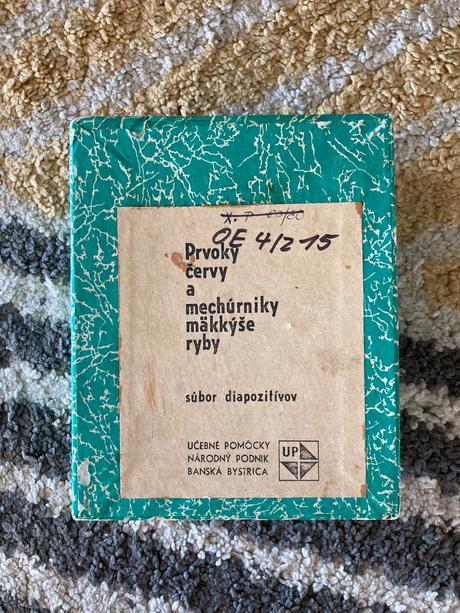 OE 4/2-15
Prvoky
červy
a
mechúrniky
mäkkýše
ryby
súbor diapozitívov
UČEBNÉ POMÔCKY
NÁRODNÝ PODNIK
BANSKÁ BYSTRICA
UP